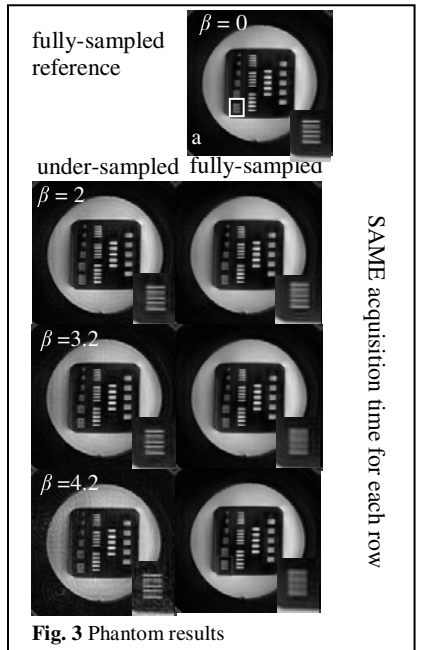 fully-sampled
reference
β = 0
a
under-sampled fully-sampled
β = 2
β =3.2
β=4.2
SAME acquisition time for each row
Fig. 3 Phantom results